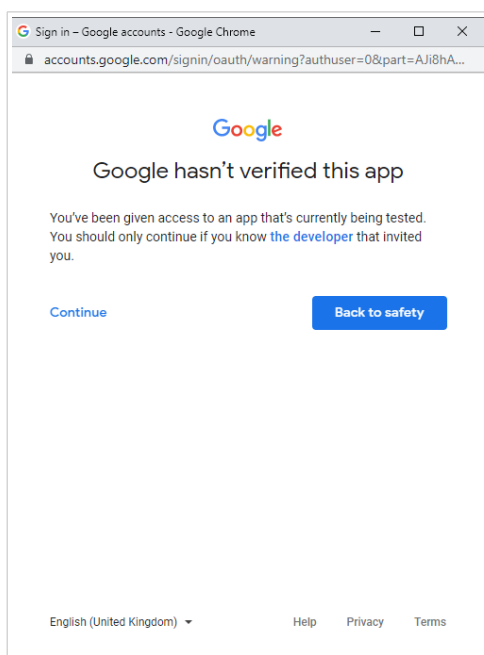 Sign in – Google accounts - Google Chrome
accounts.google.com/signin/oauth/warning?authuser=0&part=AJi8hA...
Google
Google hasn't verified this app
You've been given access to an app that's currently being tested.
You should only continue if you know the developer that invited
you.
Continue
Back to safety
English (United Kingdom)
Help Privacy Terms